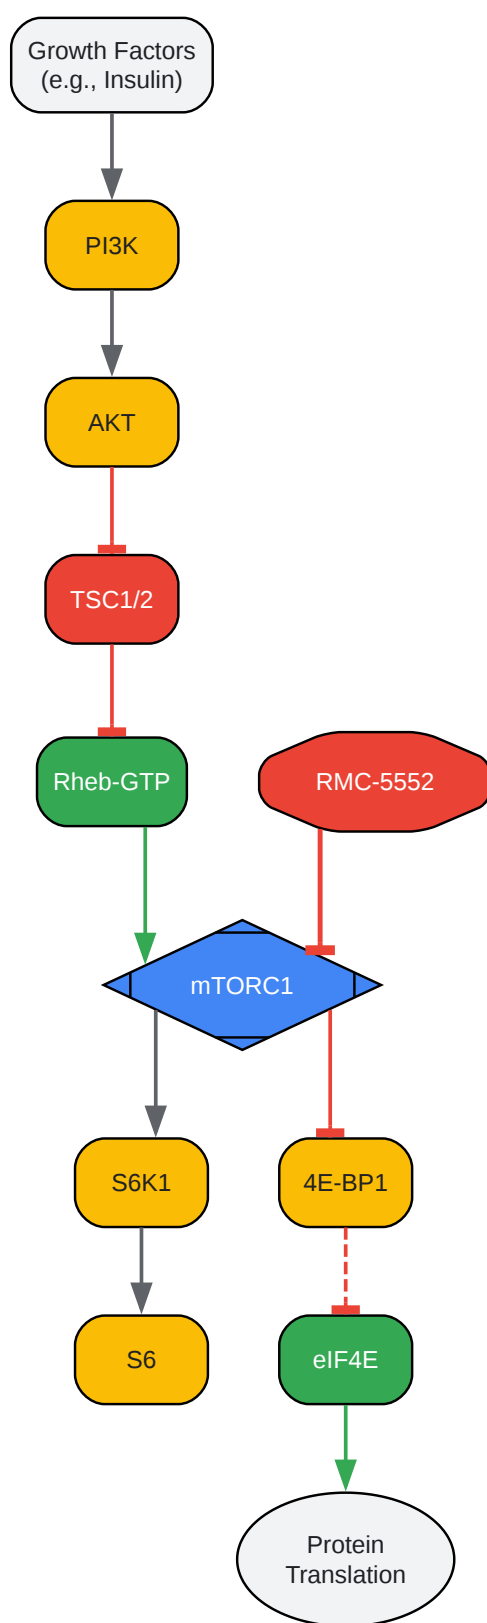 Growth Factors
(e.g., Insulin)
PI3K
AKT
TSC1/2
Rheb-GTP
RMC-5552
mTORC1
S6K1
4E-BP1
S6
eIF4E
Protein
Translation